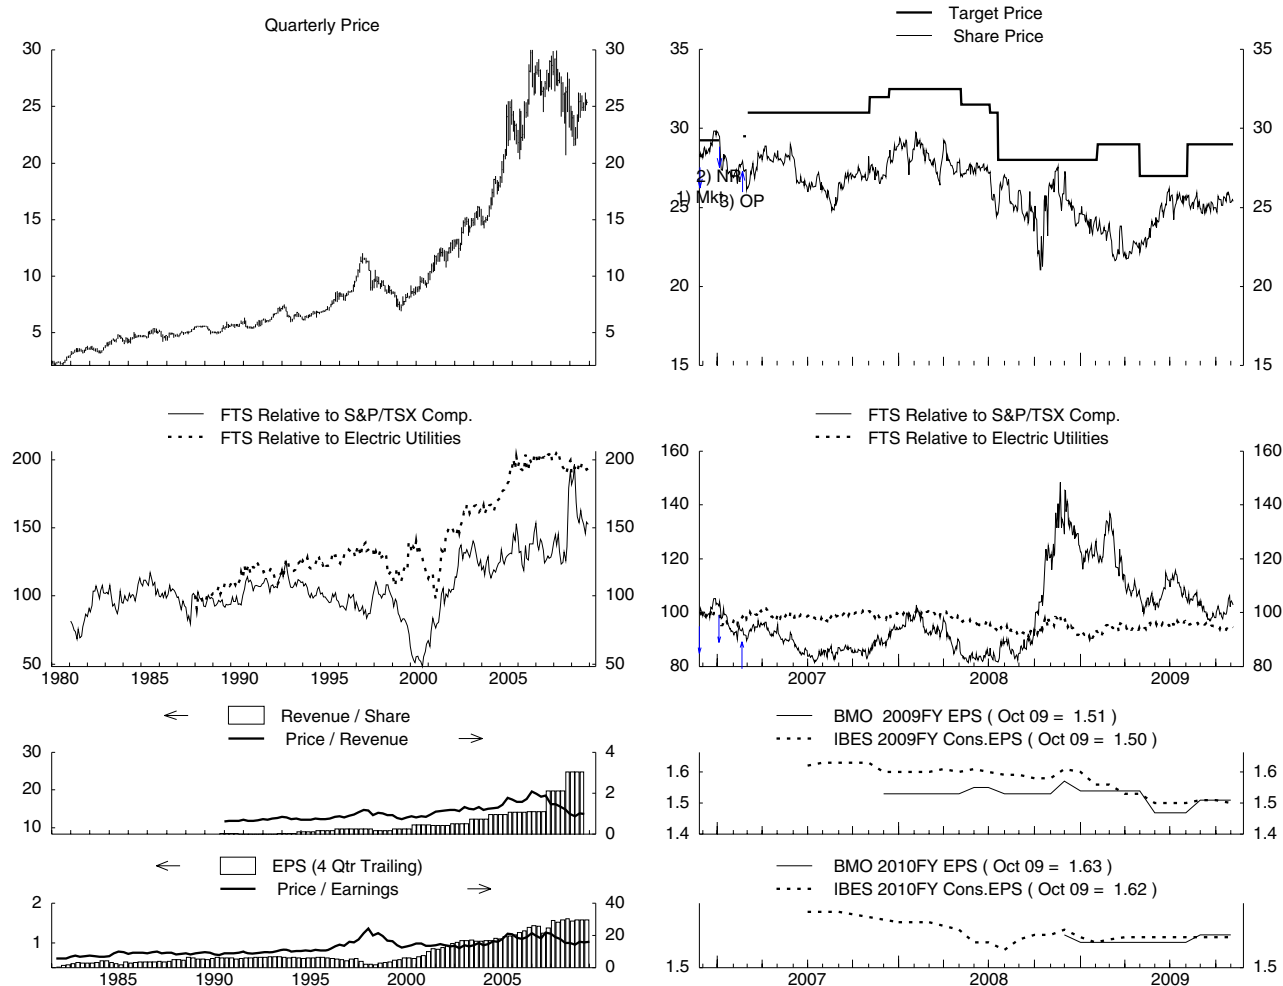 Quarterly Price
30 30
25 25
20 20
15 15
10 10
5 5
Target Price
Share Price
35 35
30 30
2) NR
1) Mkt 3) OP
25 25
20 20
15 15
FTS Relative to S&P/TSX Comp.
FTS Relative to Electric Utilities
200 200
150 150
100 100
50 50
1980 1985 1990 1995 2000 2005
FTS Relative to S&P/TSX Comp.
FTS Relative to Electric Utilities
160 160
140 140
120 120
100 100
80 80
2007 2008 2009
Revenue / Share
Price / Revenue
30 4
20 2
10 0
BMO 2009FY EPS ( Oct 09 = 1.51 )
IBES 2009FY Cons.EPS ( Oct 09 = 1.50 )
1.6 1.6
1.5 1.5
1.4 1.4
EPS (4 Qtr Trailing)
Price / Earnings
2 40
1 20
0
1985 1990 1995 2000 2005
BMO 2010FY EPS ( Oct 09 = 1.63 )
IBES 2010FY Cons.EPS ( Oct 09 = 1.62 )
1.5 1.5
2007 2008 2009